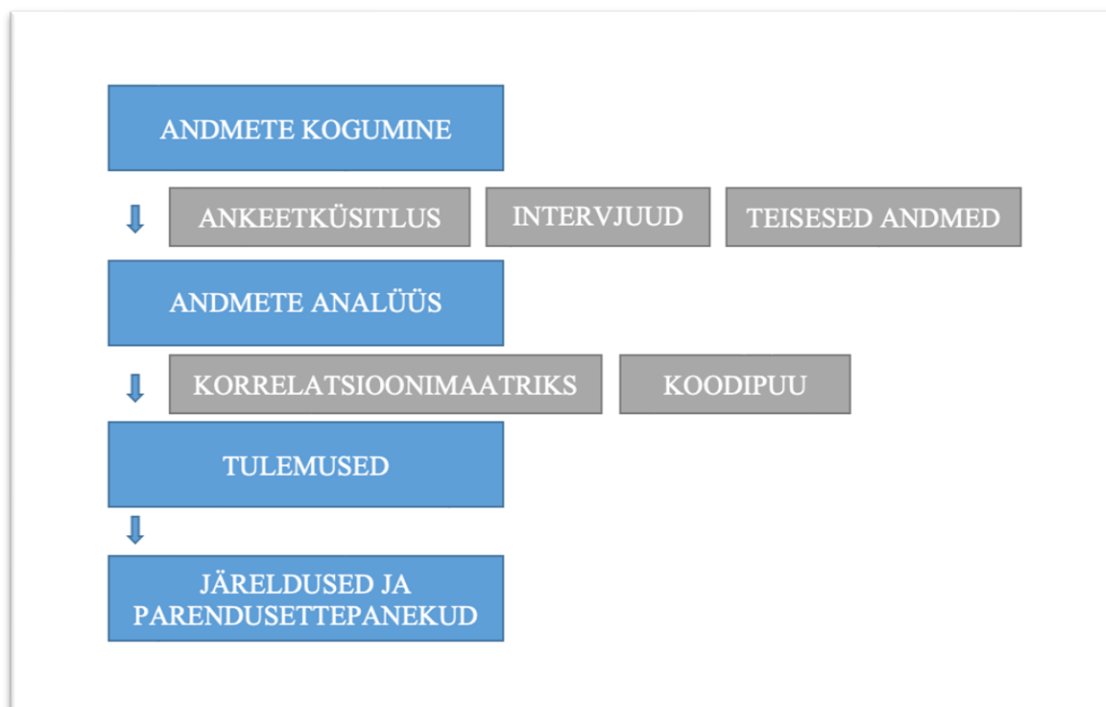 ANDMETE KOGUMINE
ANKEETKÜSITLUS
INTERVJUUD
TEISESED ANDMED
ANDMETE ANALÜÜS
KORRELATSIOONIMAATRIKS
KOODIPUU
TULEMUSED
JÄRELDUSED JA
PARENDUSETTEPANEKUD